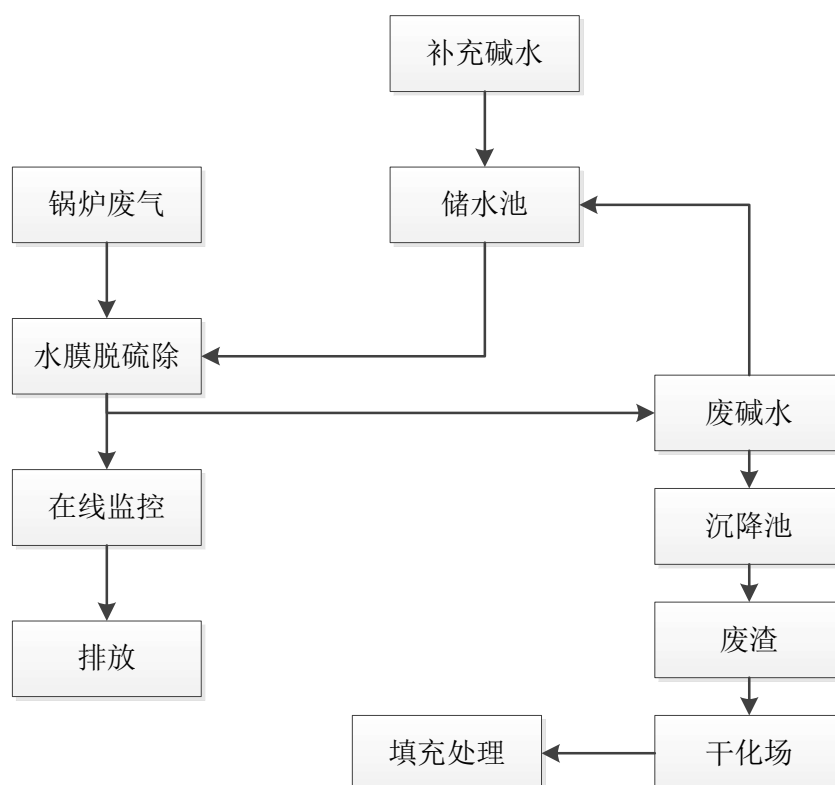 补充碱水
锅炉废气
储水池
水膜脱硫除
废碱水
在线监控
沉降池
废渣
排放
填充处理
干化场